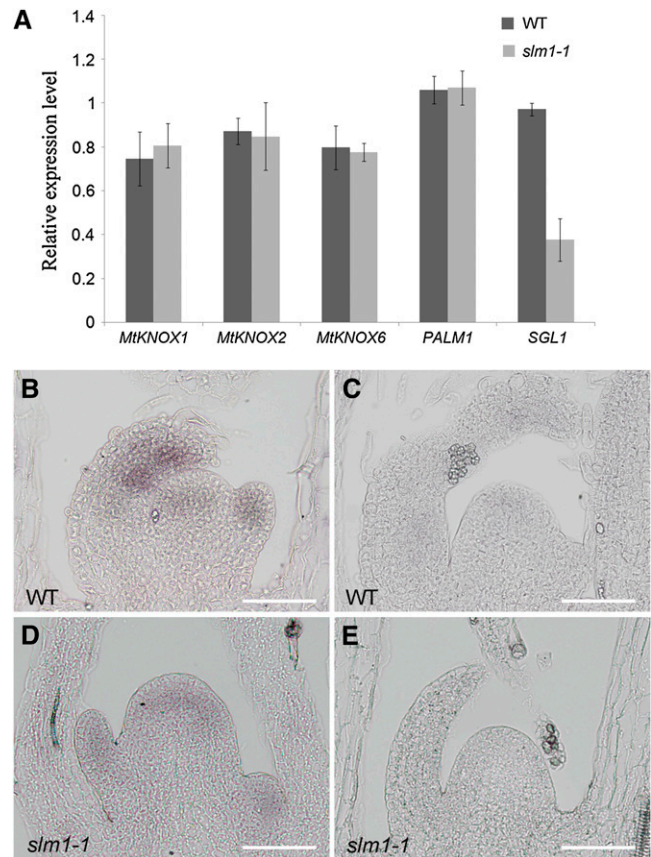 A
WT
slm1-1
1.4
1.2
1
0.8
0.6
0.4
0.2
0
Relative expression level
MtKNOX1 MtKNOX2 MtKNOX6 PALM1 SGL1
B
WT
C
WT
D
slm1-1
E
slm1-1